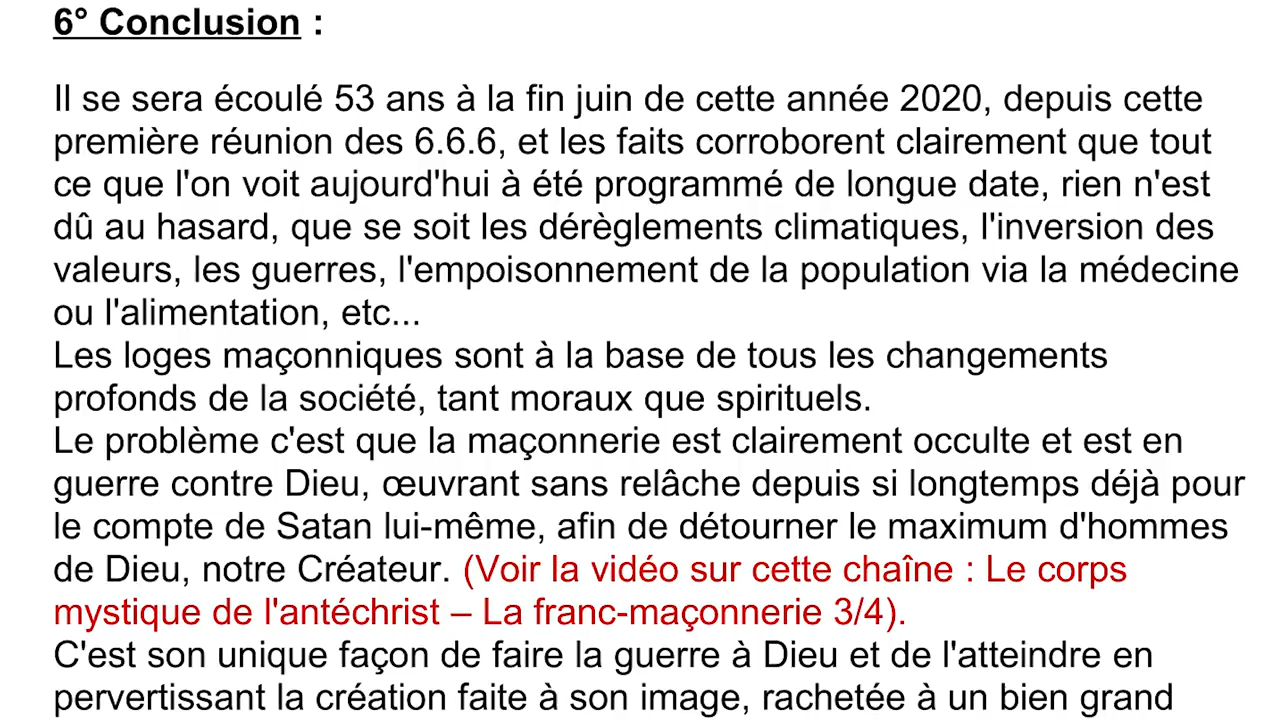 6° Conclusion :
Il se sera écoulé 53 ans à la fin juin de cette année 2020, depuis cette
première réunion des 6.6.6, et les faits corroborent clairement que tout
ce que l'on voit aujourd'hui à été programmé de longue date, rien n'est
dû au hasard, que se soit les dérèglements climatiques, l'inversion des
valeurs, les guerres, l'empoisonnement de la population via la médecine
ou l'alimentation, etc...
Les loges maçonniques sont à la base de tous les changements
profonds de la société, tant moraux que spirituels.
Le problème c'est que la maçonnerie est clairement occulte et est en
guerre contre Dieu, œuvrant sans relâche depuis si longtemps déjà pour
le compte de Satan lui-même, afin de détourner le maximum d'hommes
de Dieu, notre Créateur. (Voir la vidéo sur cette chaîne : Le corps
mystique de l'antéchrist – La franc-maçonnerie 3/4).
C'est son unique façon de faire la guerre à Dieu et de l'atteindre en
pervertissant la création faite à son image, rachetée à un bien grand